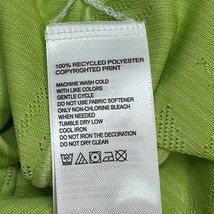 100% RECYCLED POLYESTER
COPYRIGHTED PRINT
MACHINE WASH COLD
WITH LIKE COLORS
GENTLE CYCLE
DO NOT USE FABRIC SOFTENER
ONLY NON-CHLORINE BLEACH
WHEN NEEDED
TUMBLE DRY LOW
COOL IRON
DO NOT IRON THE DECORATION
DO NOT DRY CLEAN